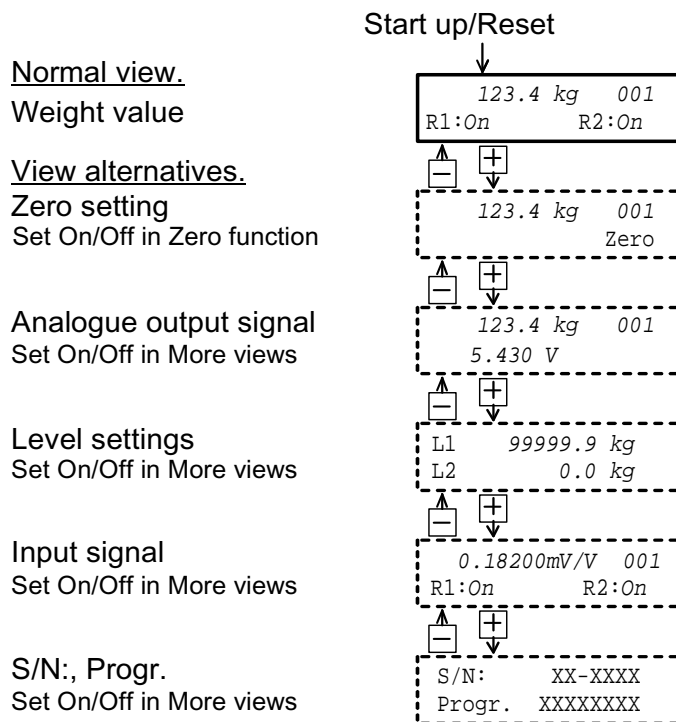 Start up/Reset
Normal view.
Weight value
123.4 kg 001
R1:On R2:On
− +
View alternatives.
Zero setting
Set On/Off in Zero function
123.4 kg 001
Zero
− +
Analogue output signal
Set On/Off in More views
123.4 kg 001
5.430 V
− +
Level settings
Set On/Off in More views
L1 99999.9 kg
L2 0.0 kg
− +
Input signal
Set On/Off in More views
0.18200mV/V 001
R1:On R2:On
− +
S/N:, Progr.
Set On/Off in More views
S/N: XX-XXXX
Progr. XXXXXXXX